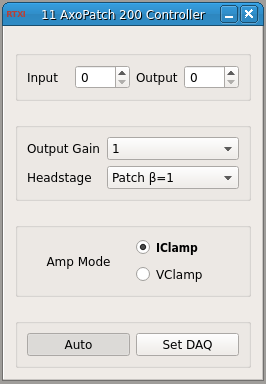 RTXI 11 AxoPatch 200 Controller
Input 0 Output 0
Output Gain 1
Headstage Patch β=1
IClamp
Amp Mode
VClamp
Auto Set DAQ